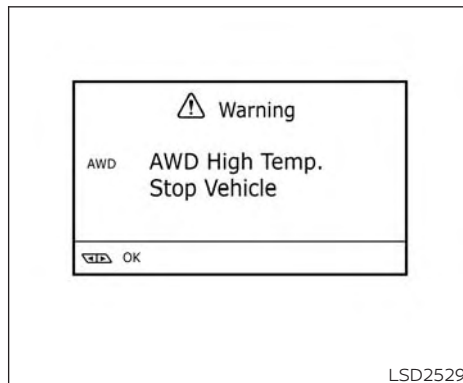 Warning
AWD AWD High Temp.
Stop Vehicle
OK
LSD2529